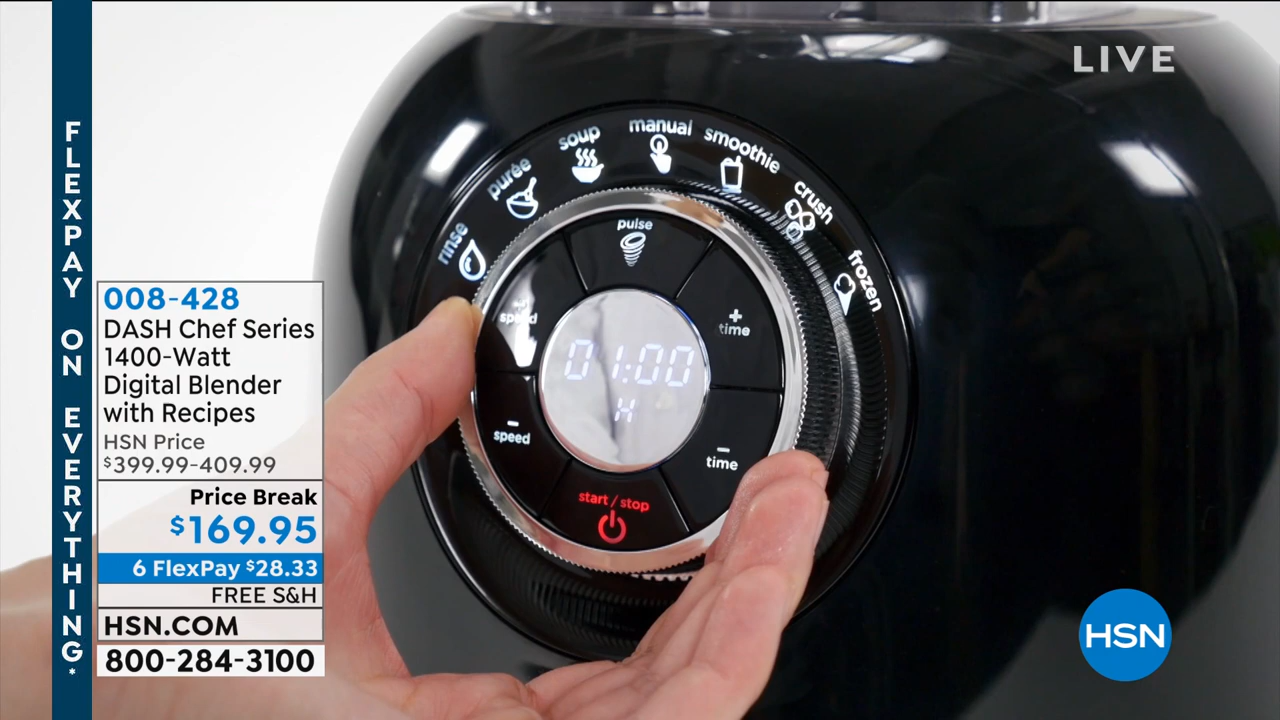 LIVE
FLEXPAY ON EVERYTHING.*
008-428
DASH Chef Series
1400-Watt
Digital Blender
with Recipes
HSN Price
$399.99-409.99
Price Break
$169.95
6 FlexPay $28.33
FREE S&H
HSN.COM
800-284-3100
rinse
purée
soup
manual
smoothie
crush
frozen
pulse
+
speed
+
time
01:00
H
-
speed
-
time
start/stop
HSN